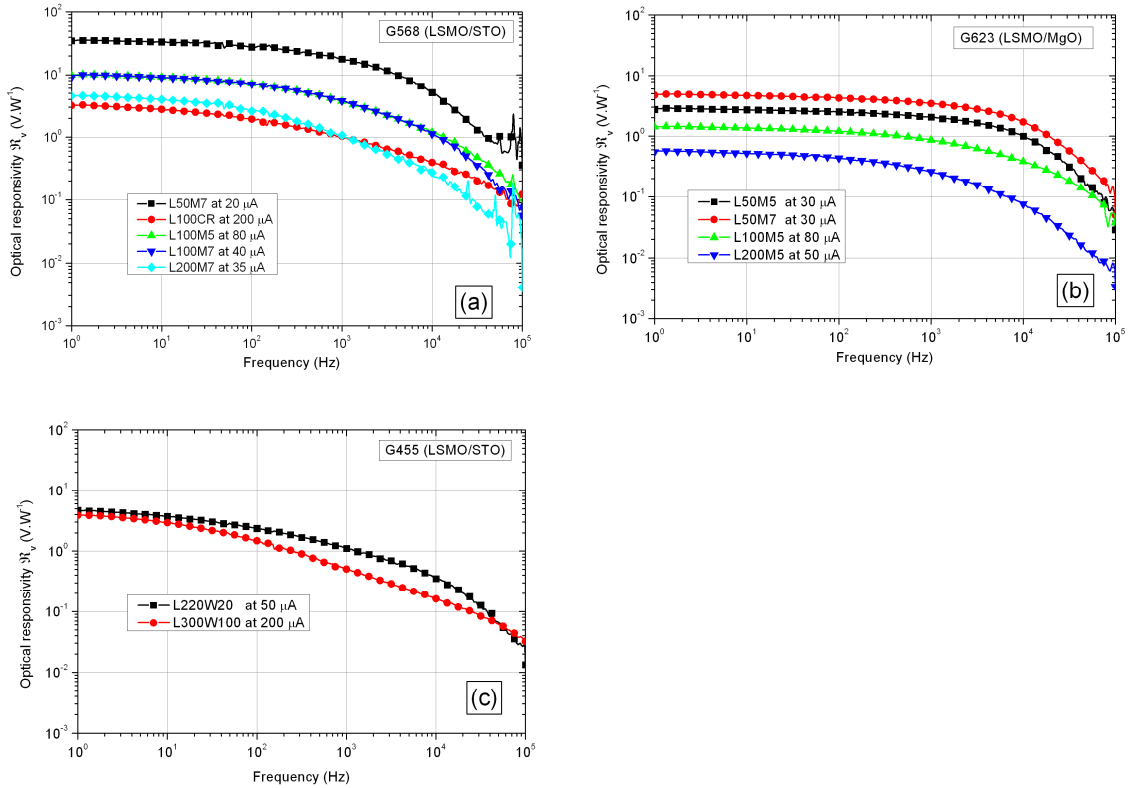 G568 (LSMO/STO)
10²
10¹
10⁰
10⁻¹
10⁻²
10⁻³
Optical responsivity ℜᵥ (V.W⁻¹)
L50M7 at 20 μA
L100CR at 200 μA
L100M5 at 80 μA
L100M7 at 40 μA
L200M7 at 35 μA
(a)
10⁰ 10¹ 10² 10³ 10⁴ 10⁵
Frequency (Hz)
G623 (LSMO/MgO)
10²
10¹
10⁰
10⁻¹
10⁻²
10⁻³
Optical responsivity ℜᵥ (V.W⁻¹)
L50M5 at 30 μA
L50M7 at 30 μA
L100M5 at 80 μA
L200M5 at 50 μA
(b)
10⁰ 10¹ 10² 10³ 10⁴ 10⁵
Frequency (Hz)
G455 (LSMO/STO)
10²
10¹
10⁰
10⁻¹
10⁻²
10⁻³
Optical responsivity ℜᵥ (V.W⁻¹)
L220W20 at 50 μA
L300W100 at 200 μA
(c)
10⁰ 10¹ 10² 10³ 10⁴ 10⁵
Frequency (Hz)